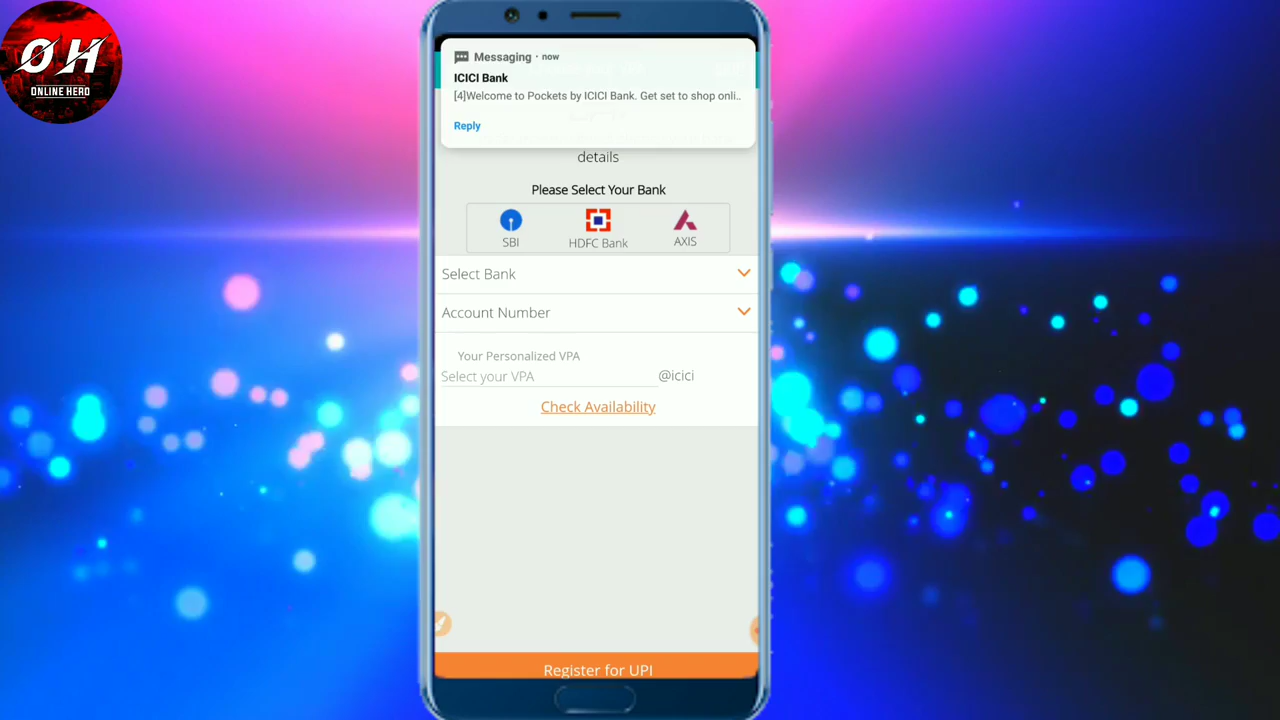 ØH
ONLINE HERO
Messaging · now
ICICI Bank
[4]Welcome to Pockets by ICICI Bank. Get set to shop onli..
Reply
details
Please Select Your Bank
SBI
HDFC Bank
AXIS
Select Bank
Account Number
Your Personalized VPA
Select your VPA
@icici
Check Availability
Register for UPI